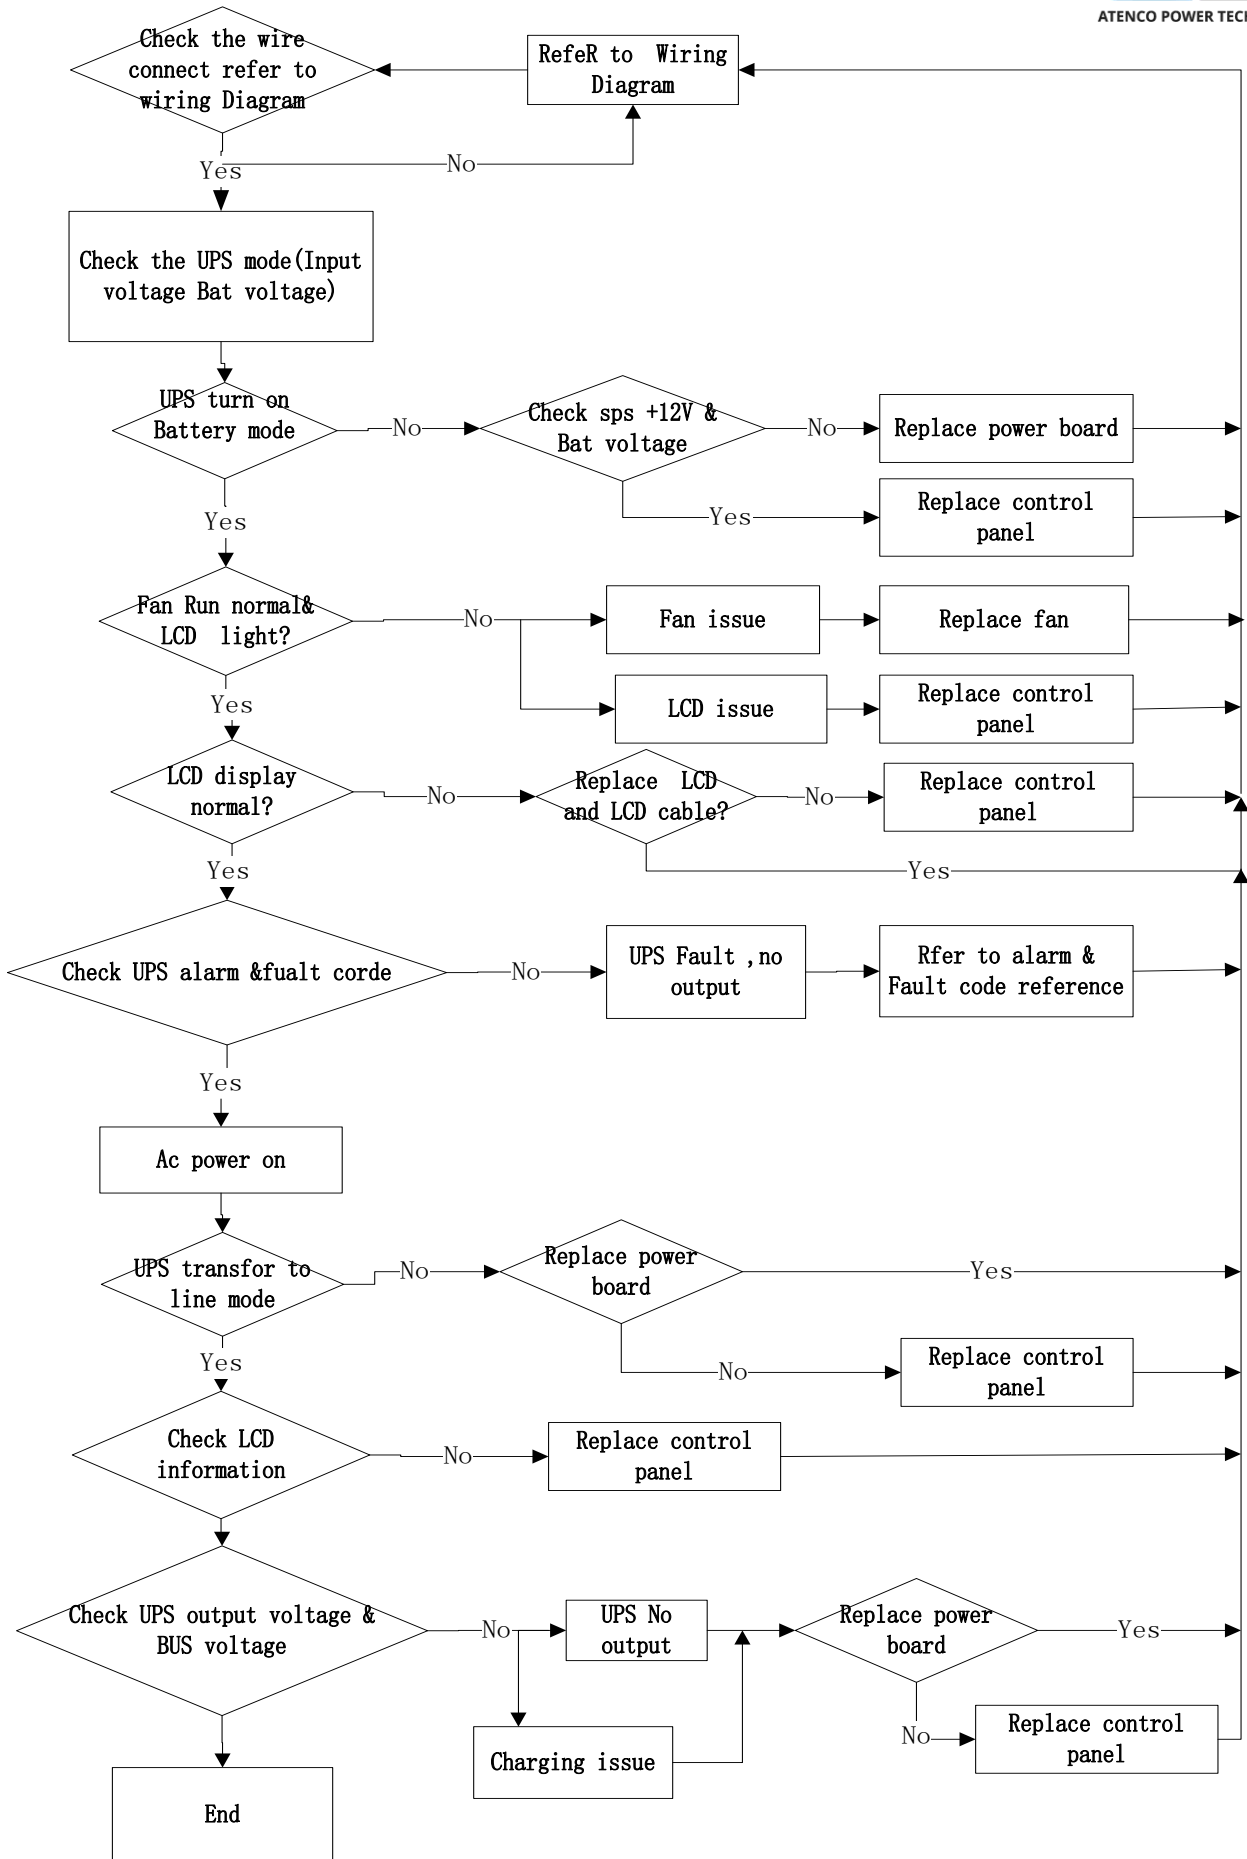 ATENCO POWER TECH
Check the wire
connect refer to
wiring Diagram
RefeR to Wiring
Diagram
Yes
No
Check the UPS mode(Input
voltage Bat voltage)
UPS turn on
Battery mode
No
Check sps +12V &
Bat voltage
No
Replace power board
Yes
Yes
Replace control
panel
Fan Run normal&
LCD light?
No
Fan issue
Replace fan
Yes
LCD issue
Replace control
panel
LCD display
normal?
No
Replace LCD
and LCD cable?
No
Replace control
panel
Yes
Yes
Check UPS alarm &fualt corde
No
UPS Fault ,no
output
Rfer to alarm &
Fault code reference
Yes
Ac power on
UPS transfor to
line mode
No
Replace power
board
Yes
Yes
No
Replace control
panel
Check LCD
information
No
Replace control
panel
Check UPS output voltage &
BUS voltage
No
UPS No
output
Replace power
board
Yes
Charging issue
No
Replace control
panel
End